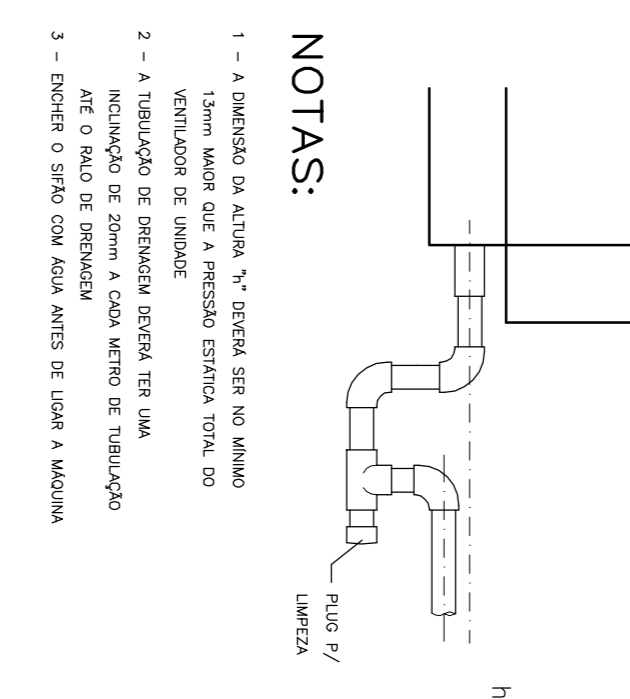 h
PLUG P/
LIMPEZA
NOTAS:
1 – A DIMENSÃO DA ALTURA "h" DEVERÁ SER NO MÍNIMO
13mm MAIOR QUE A PRESSÃO ESTÁTICA TOTAL DO
VENTILADOR DE UNIDADE
2 – A TUBULAÇÃO DE DRENAGEM DEVERÁ TER UMA
INCLINAÇÃO DE 20mm A CADA METRO DE TUBULAÇÃO
ATÉ O RALO DE DRENAGEM
3 – ENCHER O SIFÃO COM ÁGUA ANTES DE LIGAR A MÁQUINA